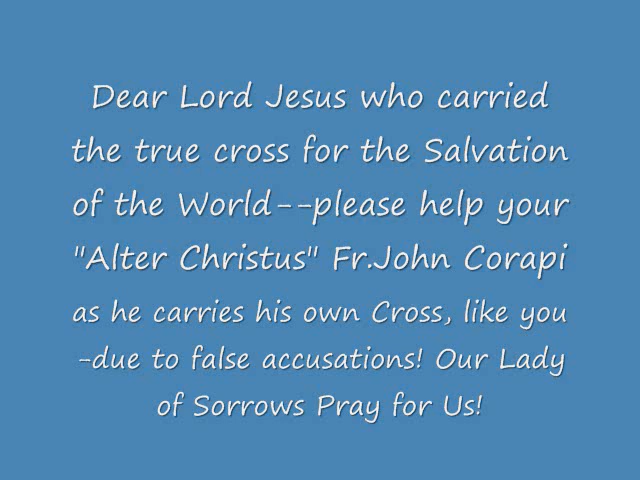 Dear Lord Jesus who carried
the true cross for the Salvation
of the World--please help your
"Alter Christus" Fr.John Corapi
as he carries his own Cross, like you
-due to false accusations! Our Lady
of Sorrows Pray for Us!